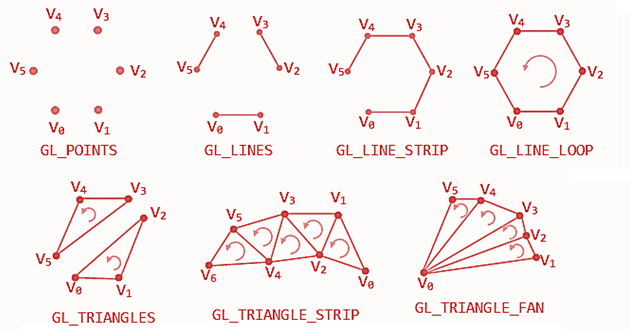 V4 V3
V5 V2
V0 V1
GL_POINTS
V4 V3
V5 V2
V0 V1
GL_LINES
V4 V3
V5 V2
V0 V1
GL_LINE_STRIP
V4 V3
V5 V2
V0 V1
GL_LINE_LOOP
V4 V3
V2
V5
V0 V1
GL_TRIANGLES
V3 V1
V5
V6 V4 V2 V0
GL_TRIANGLE_STRIP
V5 V4
V3
V2
V1
V0
GL_TRIANGLE_FAN